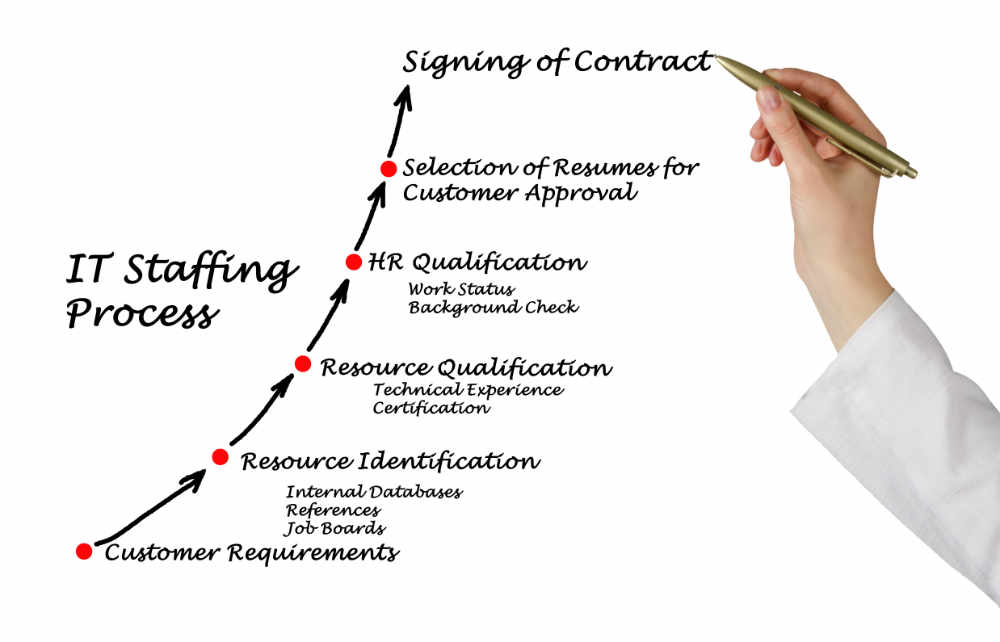 Signing of Contract
Selection of Resumes for
Customer Approval
IT Staffing
Process
HR Qualification
Work Status
Background Check
Resource Qualification
Technical Experience
Certification
Resource Identification
Internal Databases
References
Job Boards
Customer Requirements